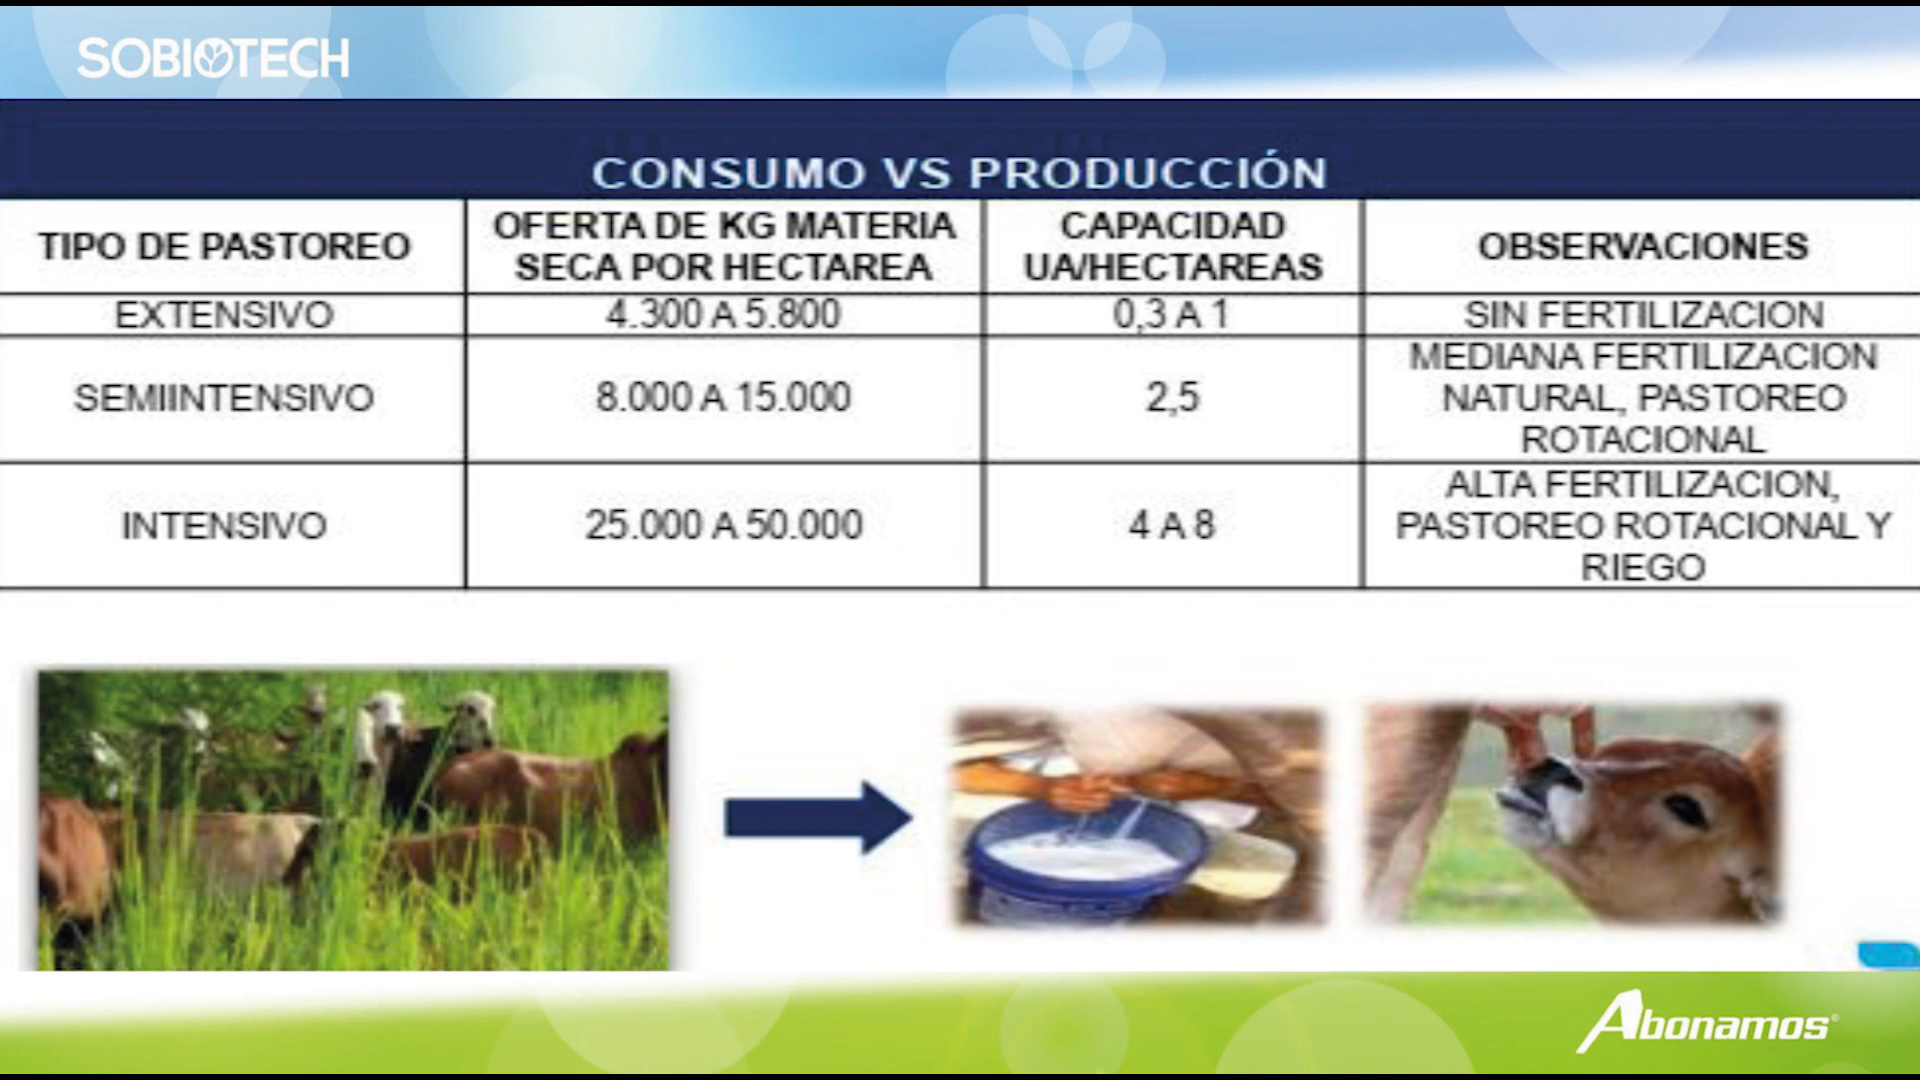 SOBIOTECH
CONSUMO VS PRODUCCIÓN
TIPO DE PASTOREO
OFERTA DE KG MATERIA
SECA POR HECTAREA
CAPACIDAD
UA/HECTAREAS
OBSERVACIONES
EXTENSIVO
4.300 A 5.800
0,3 A 1
SIN FERTILIZACION
SEMIINTENSIVO
8.000 A 15.000
2,5
MEDIANA FERTILIZACION
NATURAL, PASTOREO
ROTACIONAL
INTENSIVO
25.000 A 50.000
4 A 8
ALTA FERTILIZACION,
PASTOREO ROTACIONAL Y
RIEGO
Abonamos®